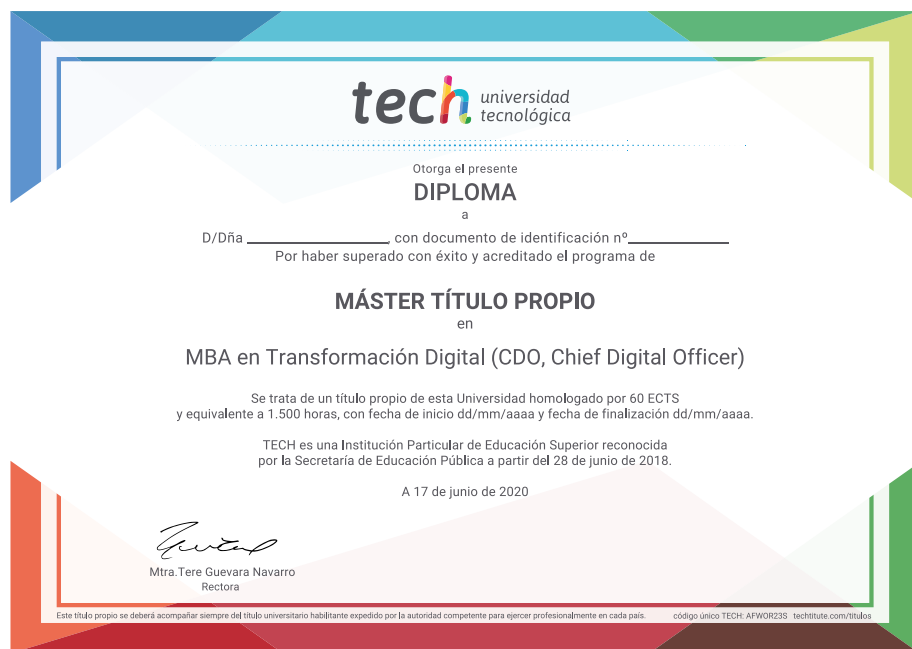 tech universidad
tecnológica
Otorga el presente
DIPLOMA
a
D/Dña ____________, con documento de identificación nº____________
Por haber superado con éxito y acreditado el programa de
MÁSTER TÍTULO PROPIO
en
MBA en Transformación Digital (CDO, Chief Digital Officer)
Se trata de un título propio de esta Universidad homologado por 60 ECTS
y equivalente a 1.500 horas, con fecha de inicio dd/mm/aaaa y fecha de finalización dd/mm/aaaa.
TECH es una Institución Particular de Educación Superior reconocida
por la Secretaría de Educación Pública a partir del 28 de junio de 2018.
A 17 de junio de 2020
Mtra.Tere Guevara Navarro
Rectora
Este título propio se deberá acompañar siempre del título universitario habilitante expedido por la autoridad competente para ejercer profesionalmente en cada país. código único TECH: AFWOR23S techtitute.com/titulos